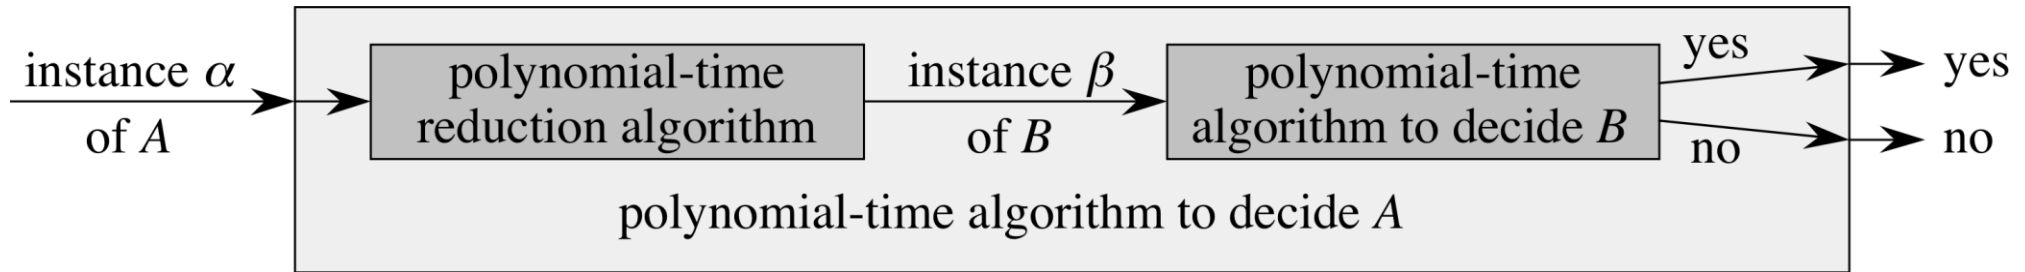 instance α
of A
polynomial-time
reduction algorithm
instance β
of B
polynomial-time
algorithm to decide B
yes
no
yes
no
polynomial-time algorithm to decide A